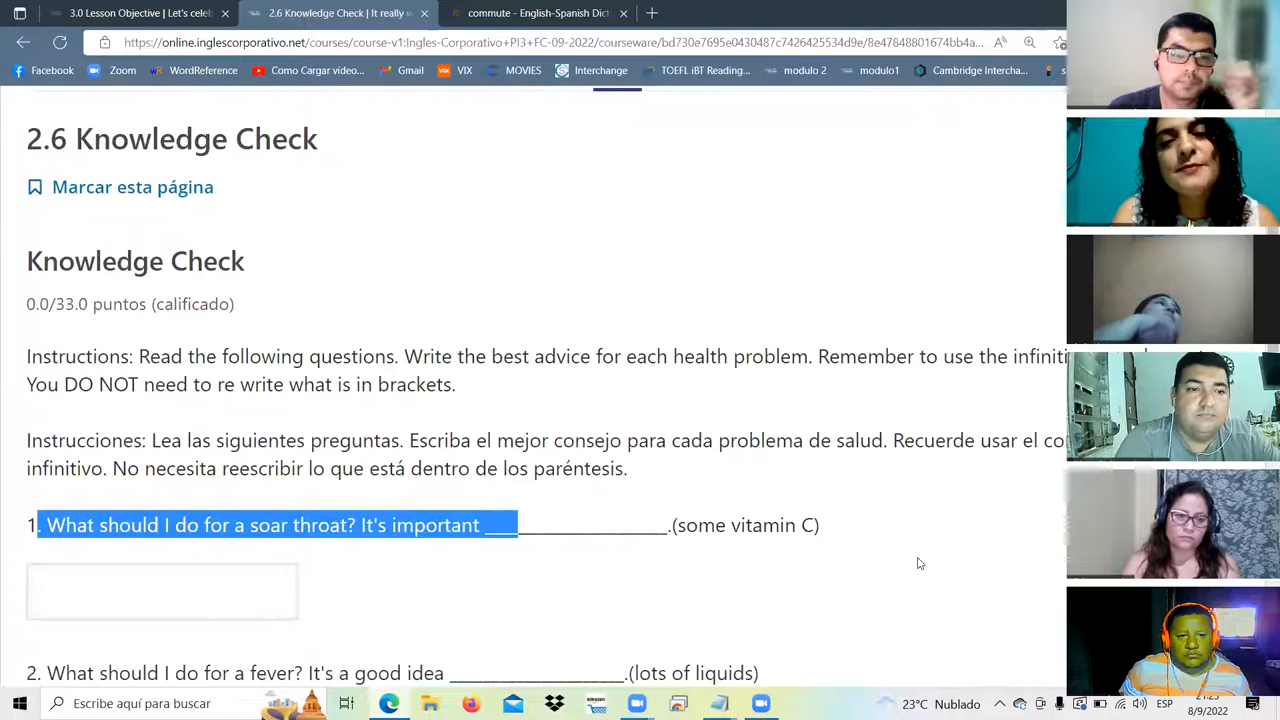 3.0 Lesson Objective | Let's celeb
2.6 Knowledge Check | It really w
commute - English-Spanish Dict
https://online.inglescorporativo.net/courses/course-v1:Ingles-Corporativo+PI3+FC-09-2022/courseware/bd730e7695e0430487c7426425534d9e/8e47848801674bb4a...
Facebook Zoom WordReference Como Cargar vídeo... Gmail VIX MOVIES Interchange TOEFL iBT Reading... modulo 2 modulo1 Cambridge Intercha...
2.6 Knowledge Check
Marcar esta página
Knowledge Check
0.0/33.0 puntos (calificado)
Instructions: Read the following questions. Write the best advice for each health problem. Remember to use the infiniti
You DO NOT need to re write what is in brackets.
Instrucciones: Lea las siguientes preguntas. Escriba el mejor consejo para cada problema de salud. Recuerde usar el co
infinitivo. No necesita reescribir lo que está dentro de los paréntesis.
1. What should I do for a soar throat? It's important ____________________.(some vitamin C)
2. What should I do for a fever? It's a good idea ___________________.(lots of liquids)
Escribe aquí para buscar
23°C Nublado
ESP
21:25
8/9/2022